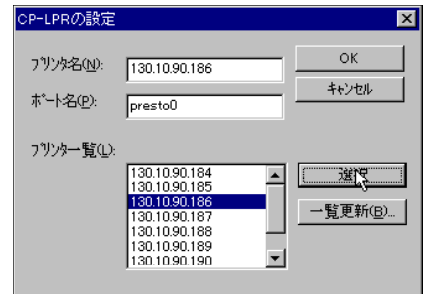 CP-LPRの設定
ﾌﾟﾘﾝﾀ名(N):
130.10.90.186
OK
ｷｬﾝｾﾙ
ﾎﾟｰﾄ名(P):
presto0
ﾌﾟﾘﾝﾀ一覧(L):
130.10.90.184
130.10.90.185
130.10.90.186
130.10.90.187
130.10.90.188
130.10.90.189
130.10.90.190
選択
一覧更新(B)...